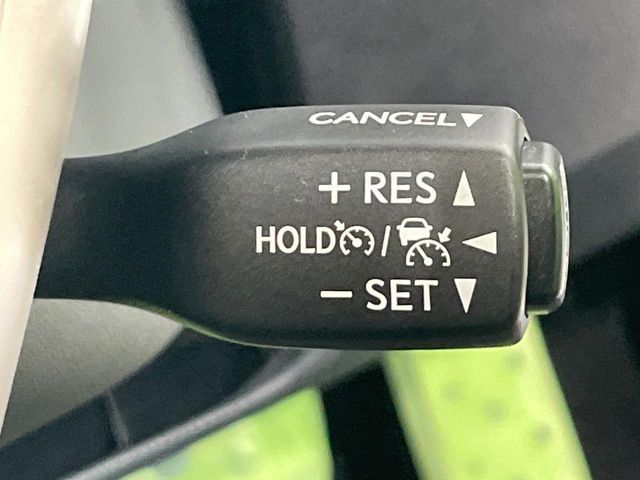 CANCEL▼
+ RES ▲
HOLD / ◀
− SET ▼